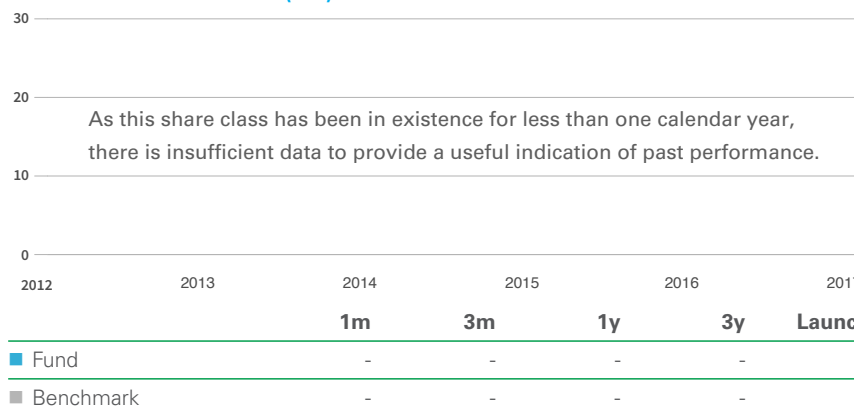 30
20
As this share class has been in existence for less than one calendar year,
there is insufficient data to provide a useful indication of past performance.
10
0
2012 2013 2014 2015 2016
1m 3m 1y 3y
Fund - - - -
Benchmark - - - -